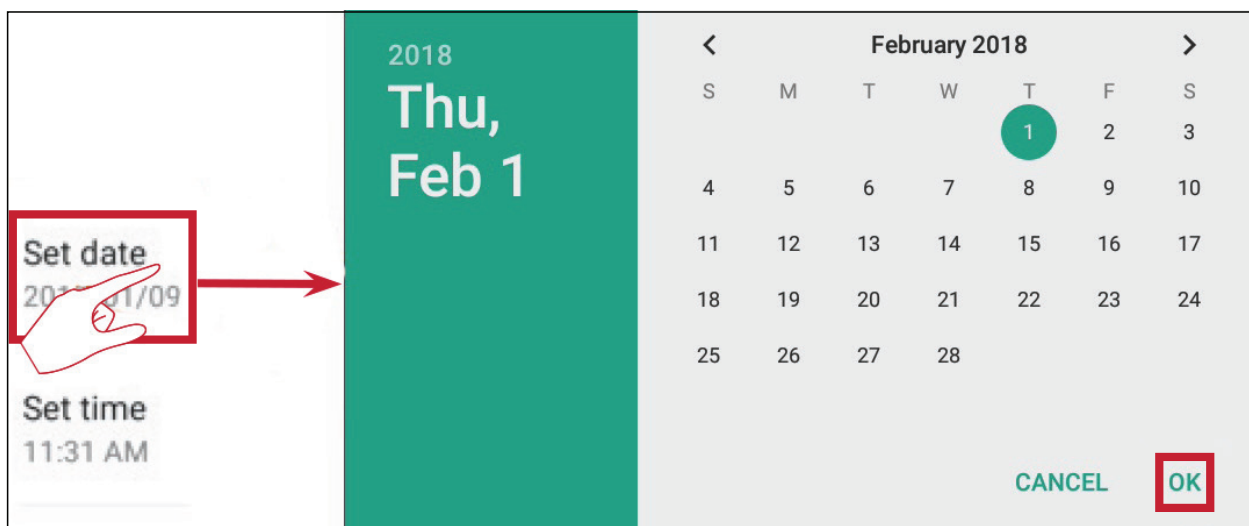 Set date
01/09
Set time
11:31 AM
2018
Thu,
Feb 1
February 2018
S M T W T F S
1 2 3
4 5 6 7 8 9 10
11 12 13 14 15 16 17
18 19 20 21 22 23 24
25 26 27 28
CANCEL OK